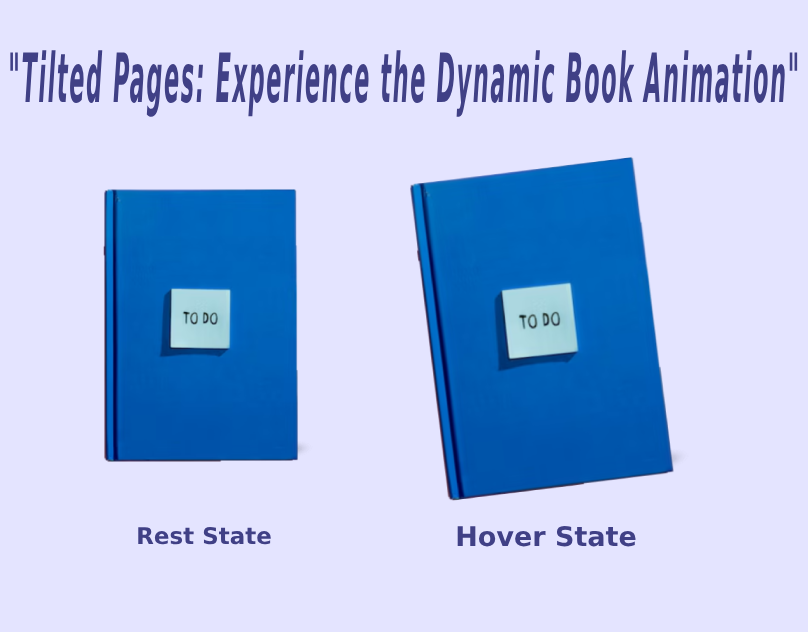 "Tilted Pages: Experience the Dynamic Book Animation"
TO DO
TO DO
Rest State
Hover State